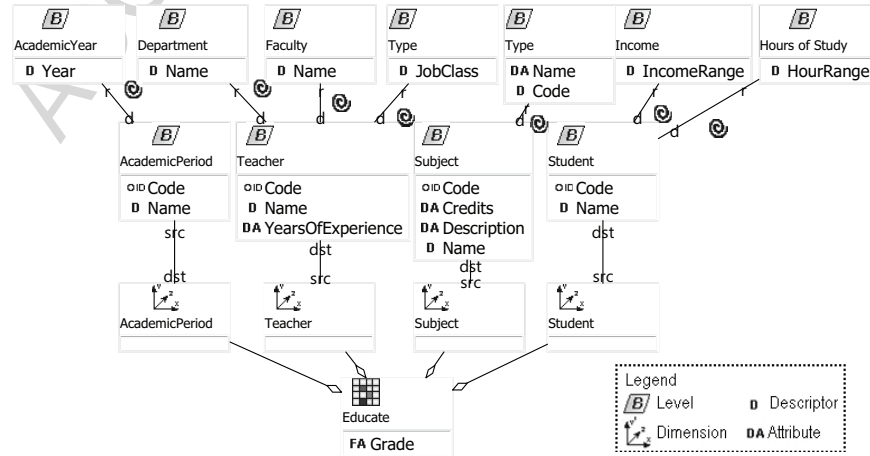 AcademicYear Department Faculty Type Type Income Hours of Study
D Year D Name D Name D JobClass DA Name D IncomeRange D HourRange
D Code
r r r r r r r
d d d d d d d
AcademicPeriod Teacher Subject Student
OID Code OID Code OID Code OID Code
D Name D Name DA Credits D Name
DA YearsOfExperience DA Description
D Name
src dst dst dst
dst src src src
AcademicPeriod Teacher Subject Student
Educate
FA Grade
Legend
Level D Descriptor
Dimension DA Attribute